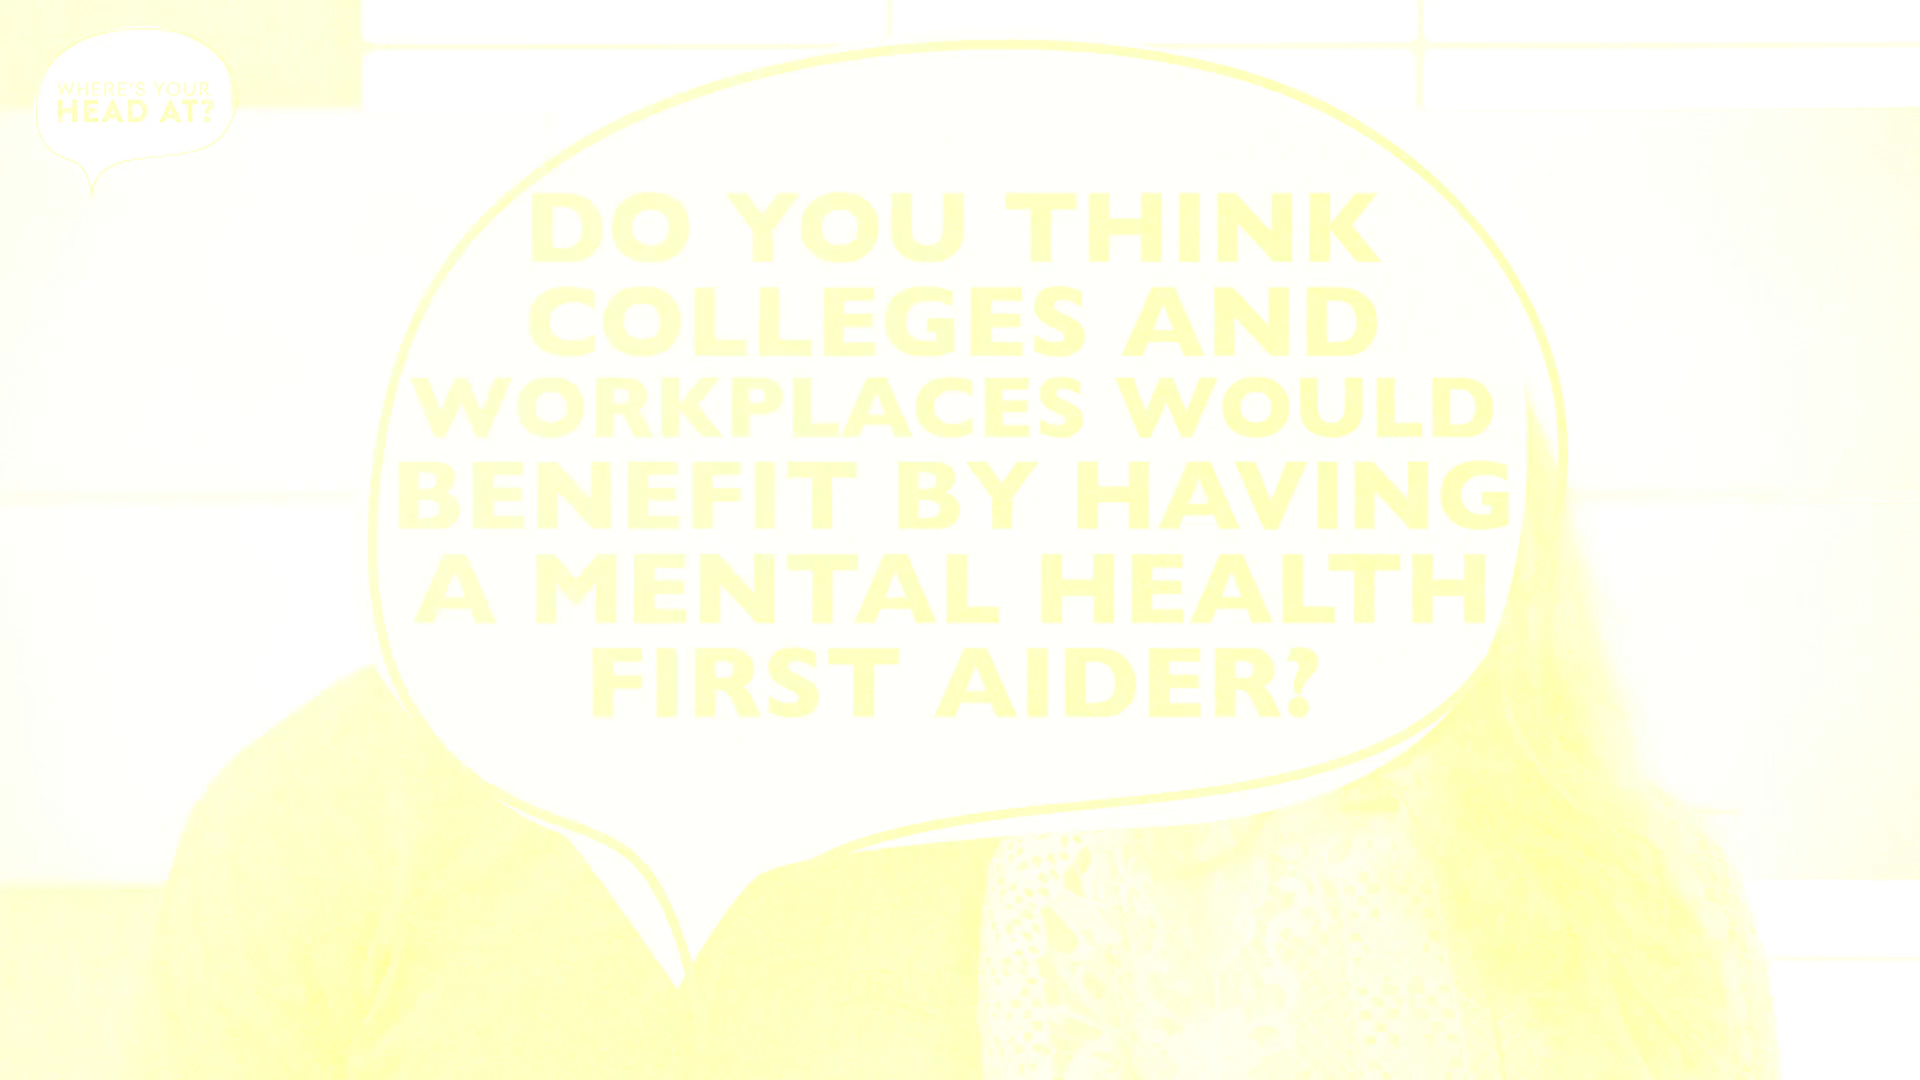 WHERE'S YOUR
HEAD AT?
DO YOU THINK
COLLEGES AND
WORKPLACES WOULD
BENEFIT BY HAVING
A MENTAL HEALTH
FIRST AIDER?